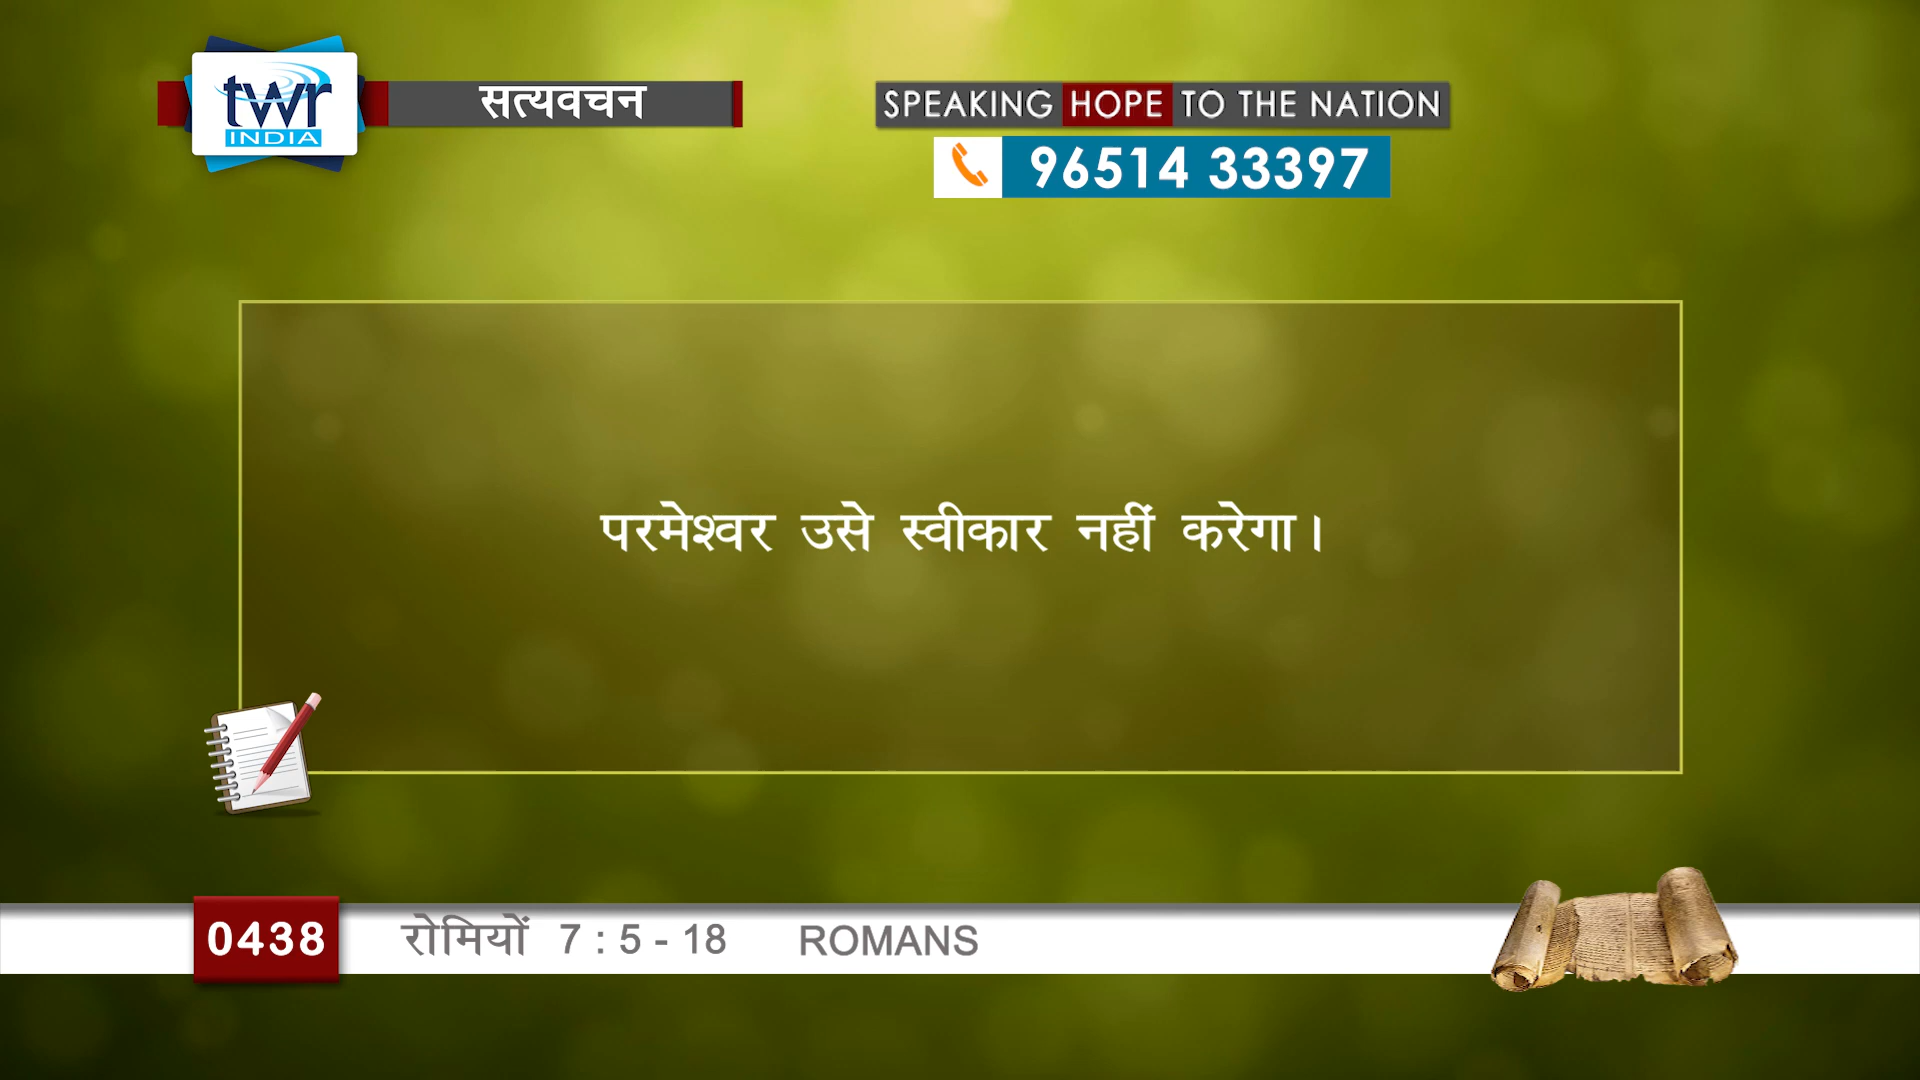 twr
INDIA
सत्यवचन
SPEAKING HOPE TO THE NATION
96514 33397
परमेश्वर उसे स्वीकार नहीं करेगा।
0438
रोमियों 7 : 5 - 18 ROMANS